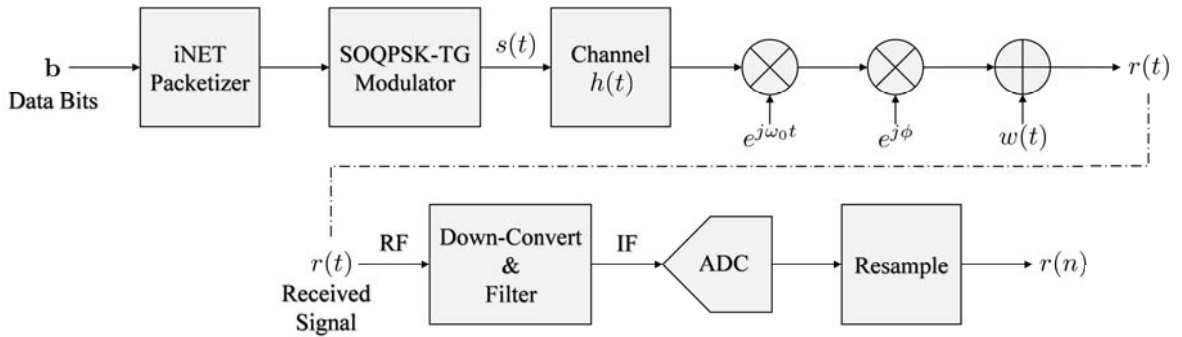 b
Data Bits
iNET
Packetizer
SOQPSK-TG
Modulator
s(t)
Channel
h(t)
e^{jω₀t}
e^{jϕ}
w(t)
r(t)
r(t)
Received
Signal
RF
Down-Convert
&
Filter
IF
ADC
Resample
r(n)